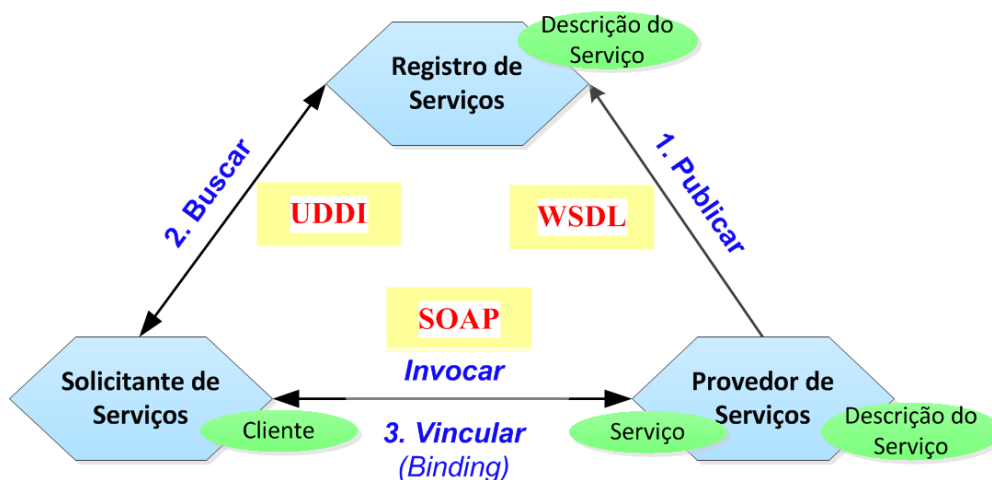 Descrição do
Serviço
Registro de
Serviços
2. Buscar
1. Publicar
UDDI
WSDL
SOAP
Invocar
Solicitante de
Serviços
Cliente
3. Vincular
(Binding)
Provedor de
Serviços
Serviço
Descrição do
Serviço